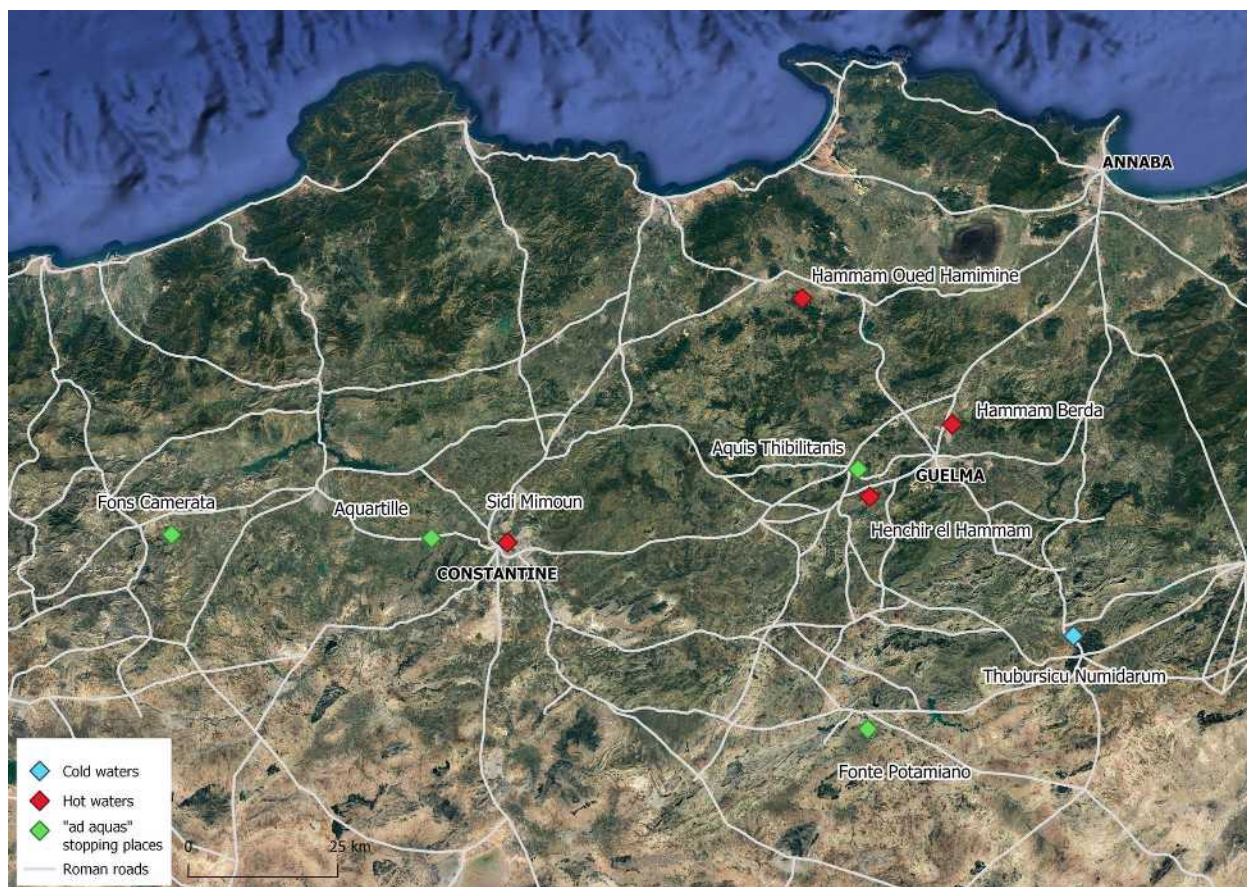 ANNABA
Hammam Oued Hamimine
Hammam Berda
Aquis Thibilitanis
GUELMA
Fons Camerata
Aquartille
Sidi Mimoun
Henchir el Hammam
CONSTANTINE
Thubursicu Numidarum
Fonte Potamiano
Cold waters
Hot waters
"ad aquas"
stopping places
Roman roads
0 25 km